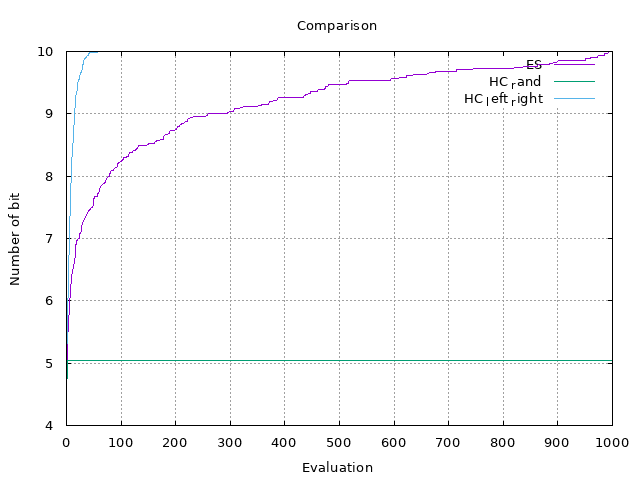 Comparison
10
9
8
7
6
5
4
Number of bit
ES
HC rand
HC left right
0 100 200 300 400 500 600 700 800 900 1000
Evaluation